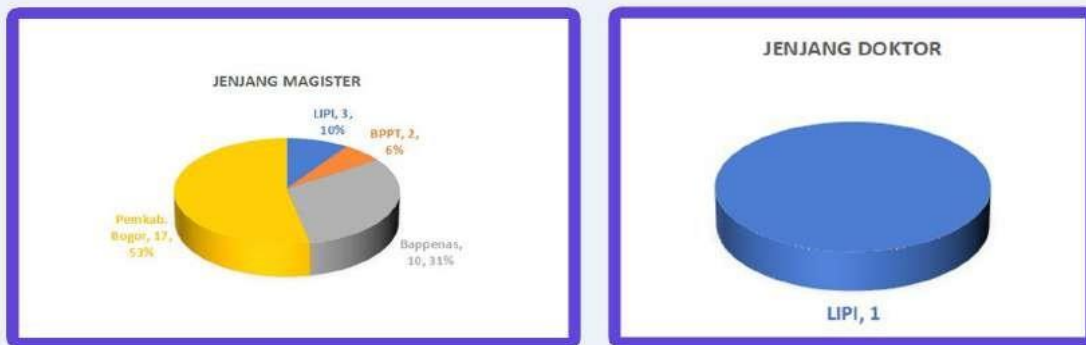 JENJANG MAGISTER
LIPI, 3,
10%
BPPT, 2,
6%
Pemkab.
Bogor, 17,
53%
Bappenas,
10, 31%
JENJANG DOKTOR
LIPI, 1